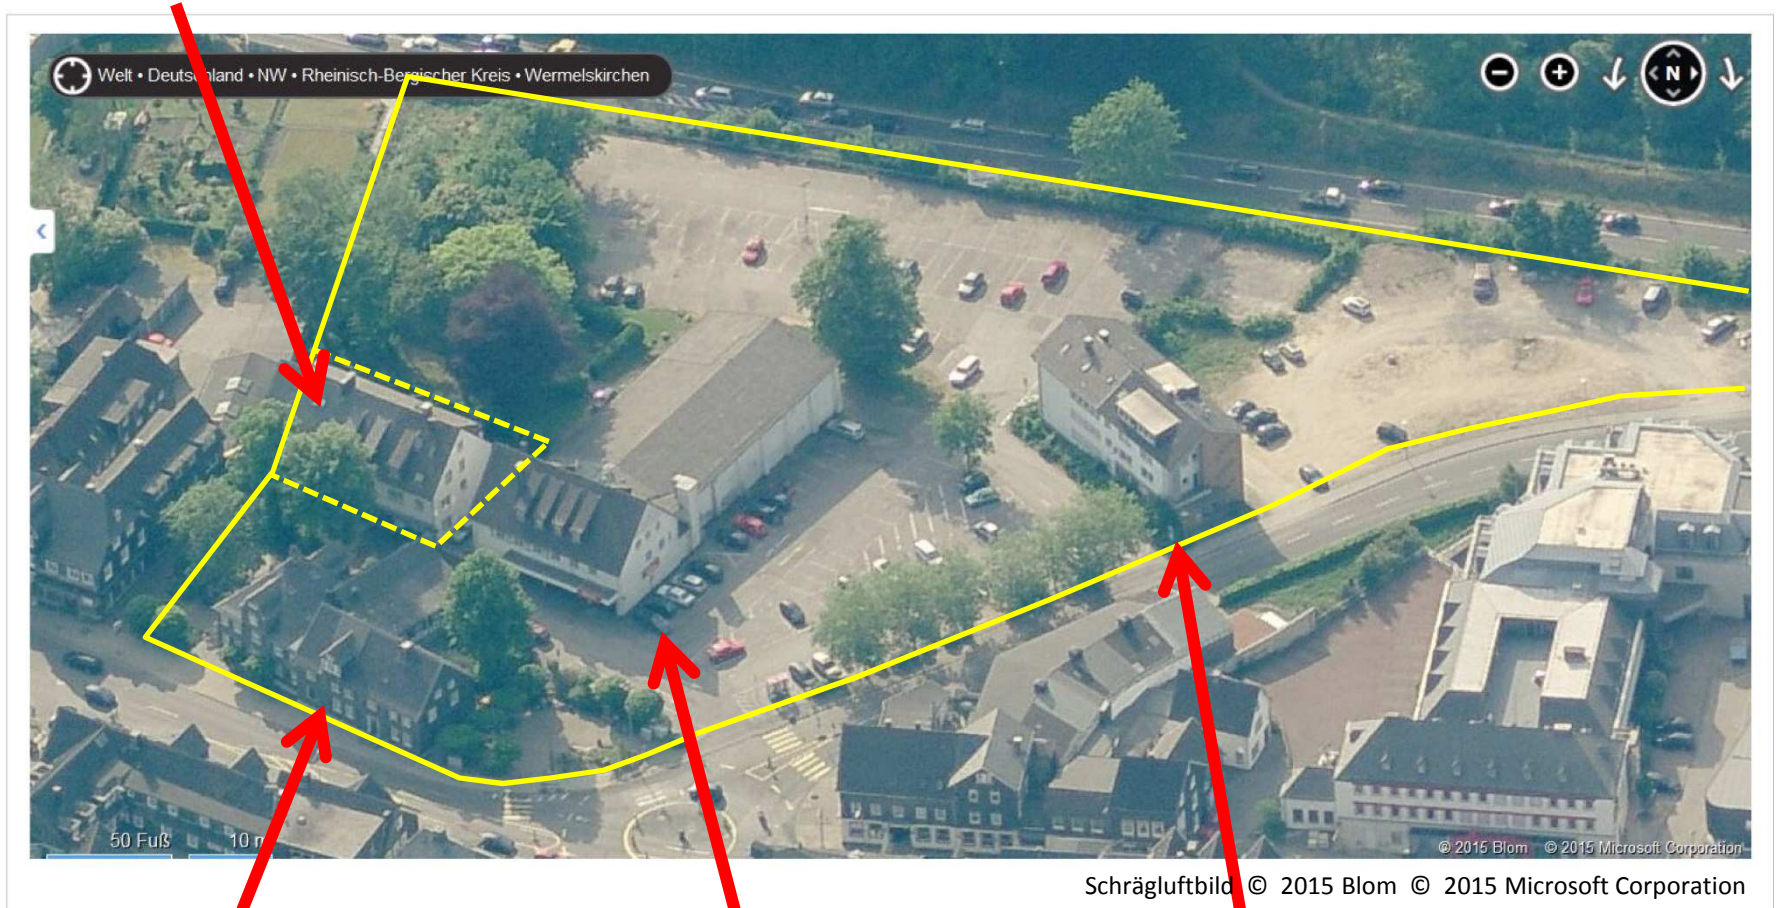 Welt • Deutschland • NW • Rheinisch-Bergischer Kreis • Wermelskirchen
N
50 Fuß 10 m
© 2015 Blom © 2015 Microsoft Corporation
Schrägluftbild © 2015 Blom © 2015 Microsoft Corporation